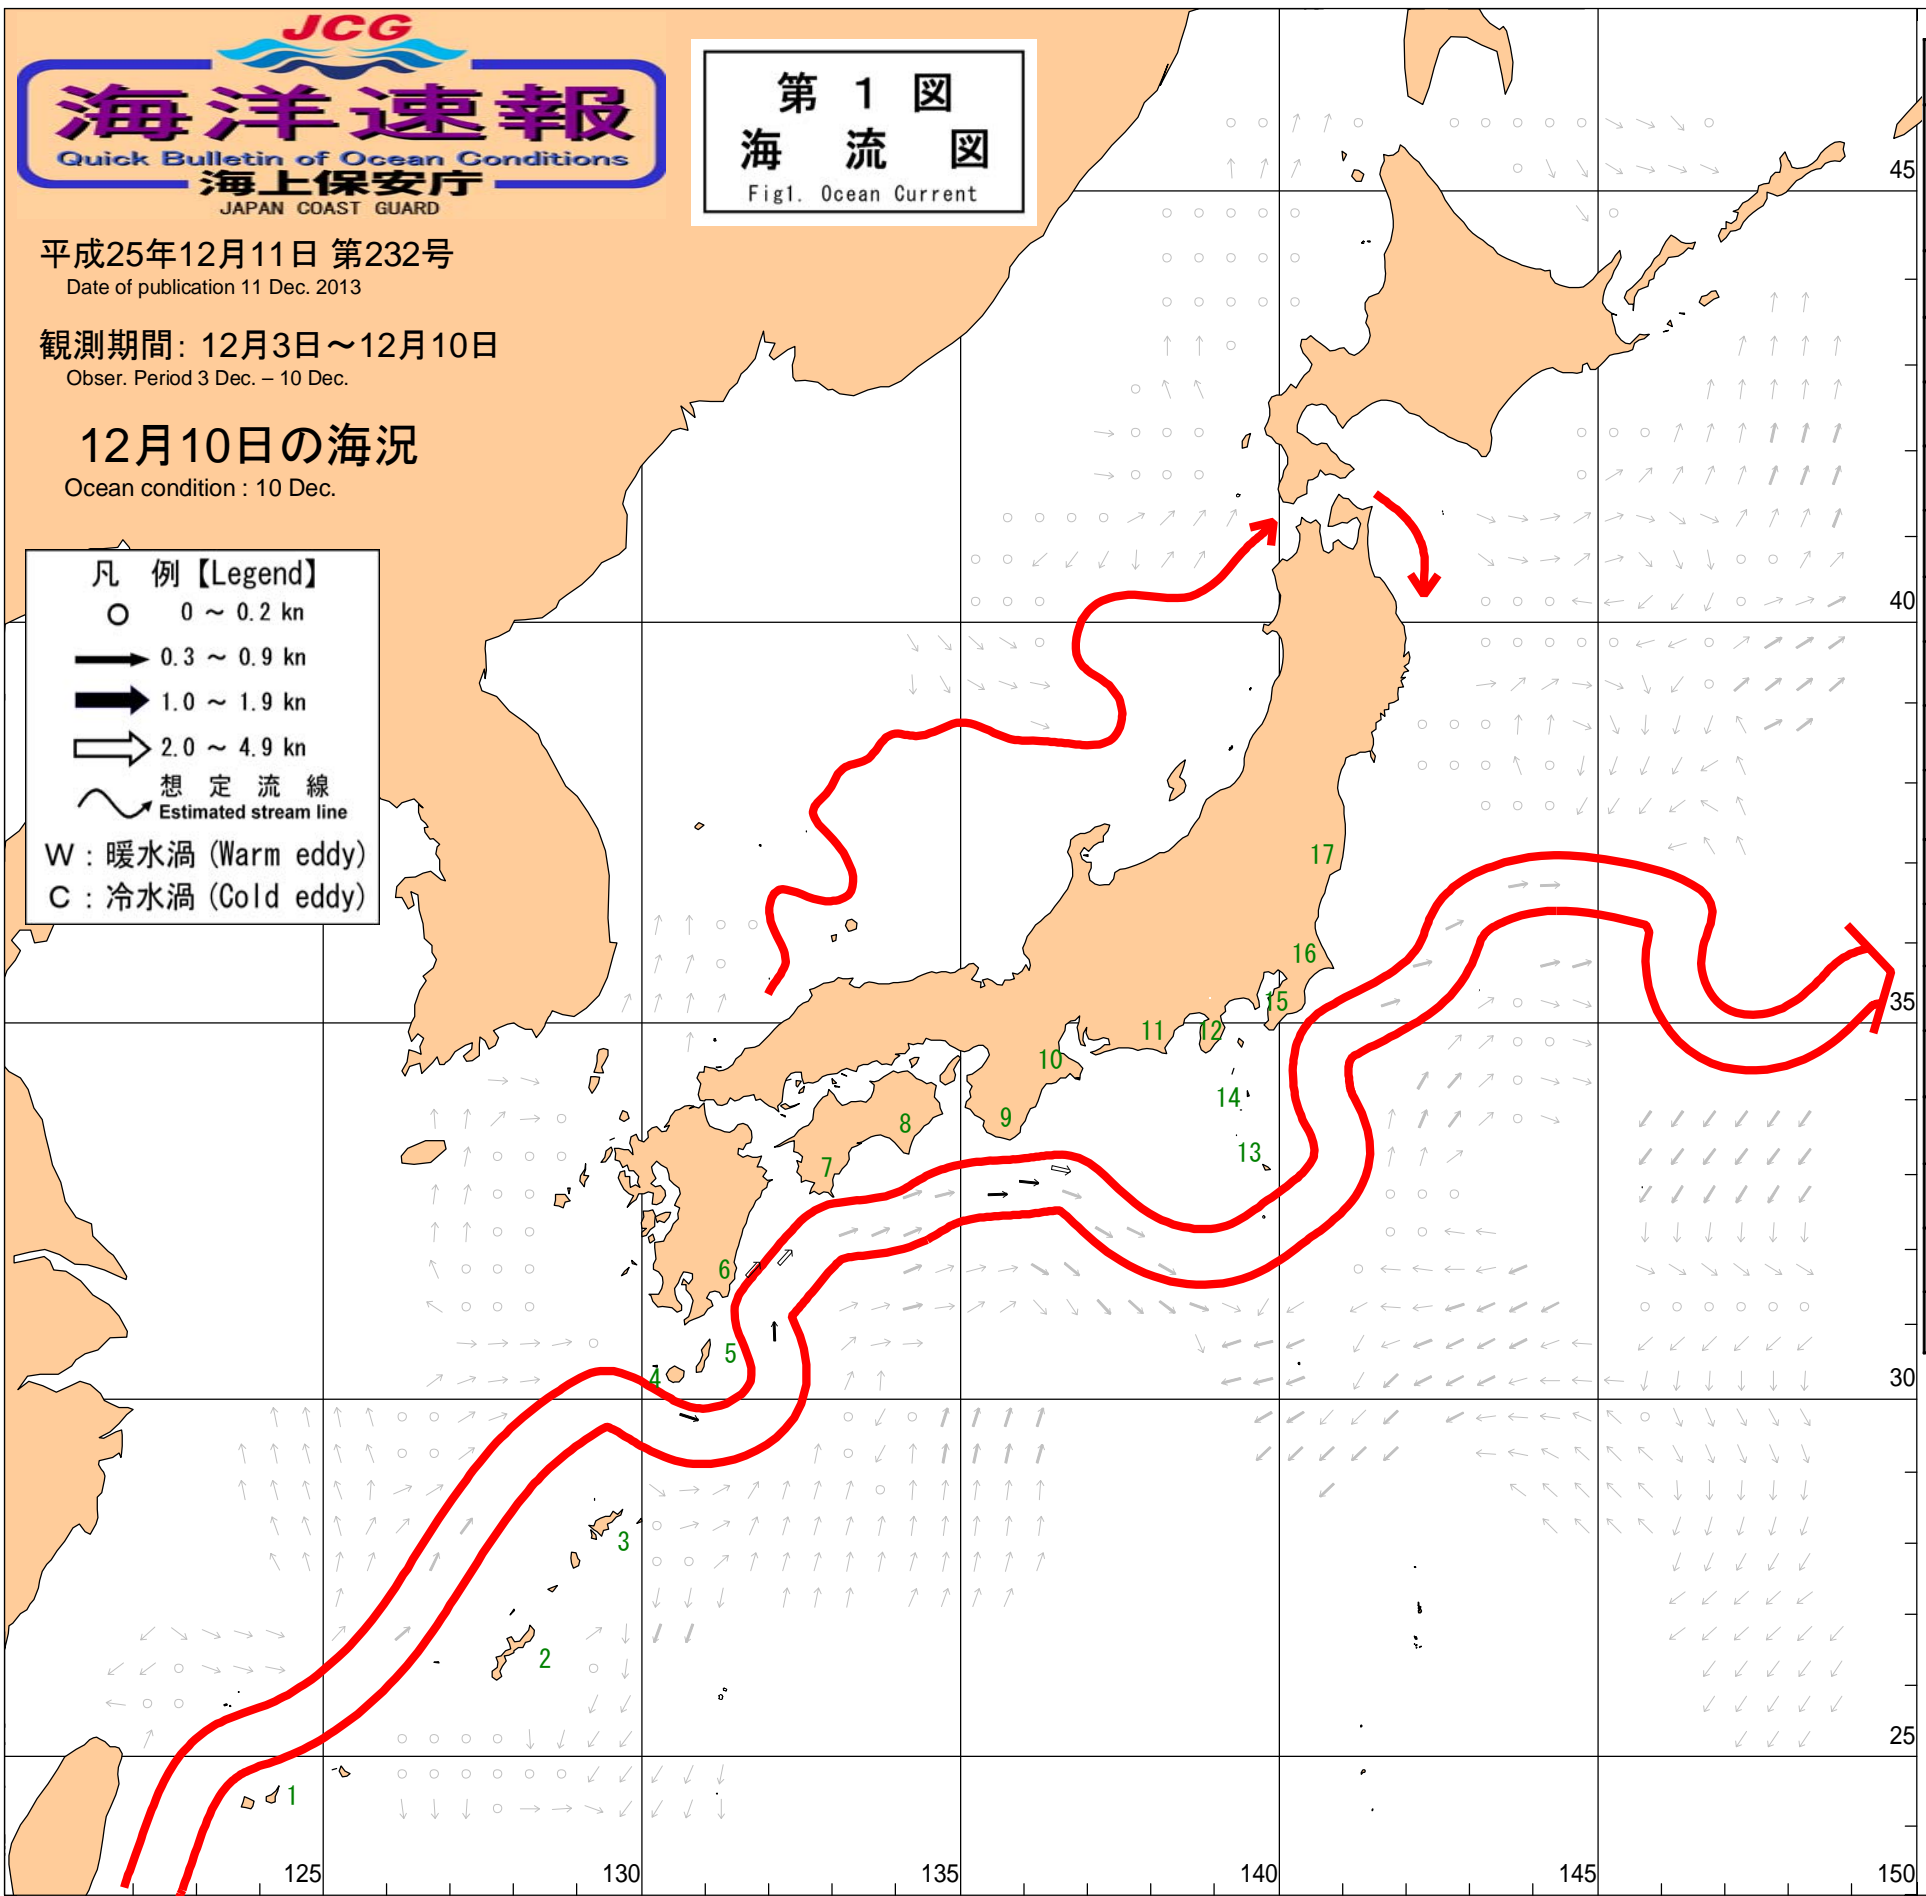 JCG
海洋速報
Quick Bulletin of Ocean Conditions
海上保安庁
JAPAN COAST GUARD
第 1 図
海 流 図
Fig1. Ocean Current
平成25年12月11日 第232号
Date of publication 11 Dec. 2013
観測期間: 12月3日～12月10日
Obser. Period 3 Dec. – 10 Dec.
12月10日の海況
Ocean condition : 10 Dec.
凡 例【Legend】
0 ～ 0.2 kn
0.3 ～ 0.9 kn
1.0 ～ 1.9 kn
2.0 ～ 4.9 kn
想 定 流 線
Estimated stream line
W : 暖水渦 (Warm eddy)
C : 冷水渦 (Cold eddy)
45
40
17
16
35
15
12
11
10
14
9
8
13
7
6
5
4
30
3
2
25
1
125
130
135
140
145
150